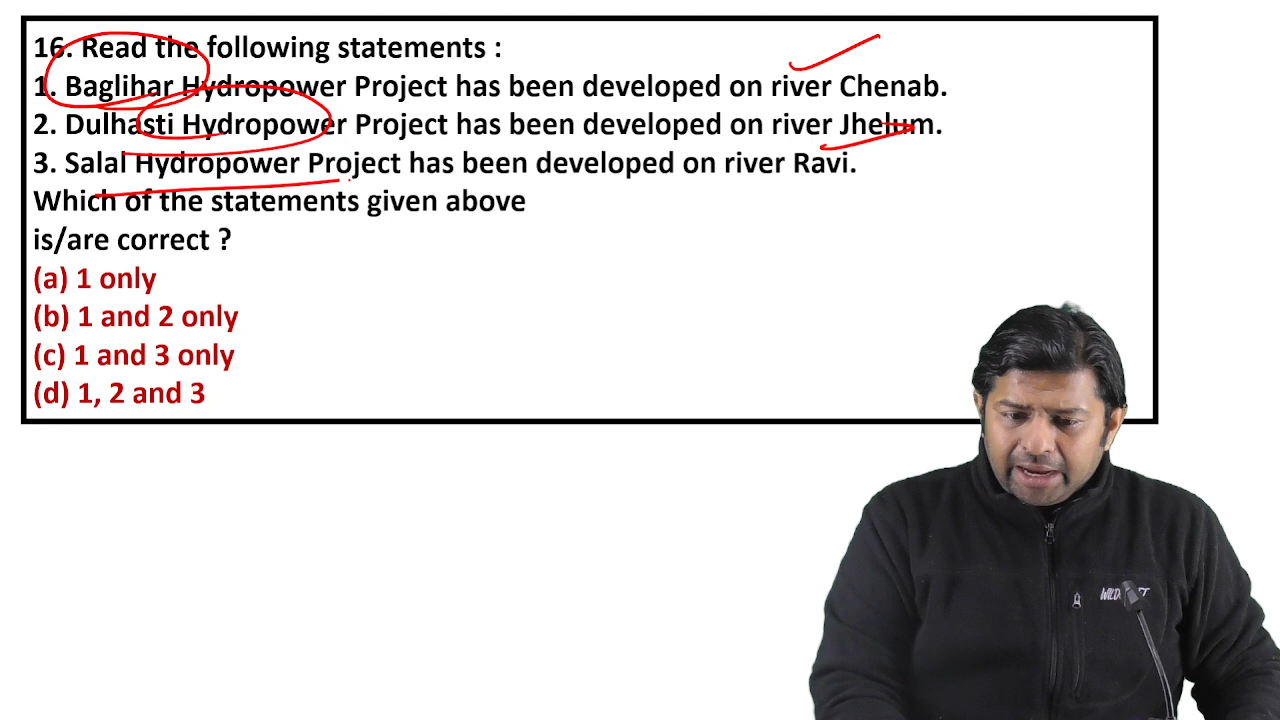 16. Read the following statements :
1. Baglihar Hydropower Project has been developed on river Chenab.
2. Dulhasti Hydropower Project has been developed on river Jhelum.
3. Salal Hydropower Project has been developed on river Ravi.
Which of the statements given above
is/are correct ?
(a) 1 only
(b) 1 and 2 only
(c) 1 and 3 only
(d) 1, 2 and 3